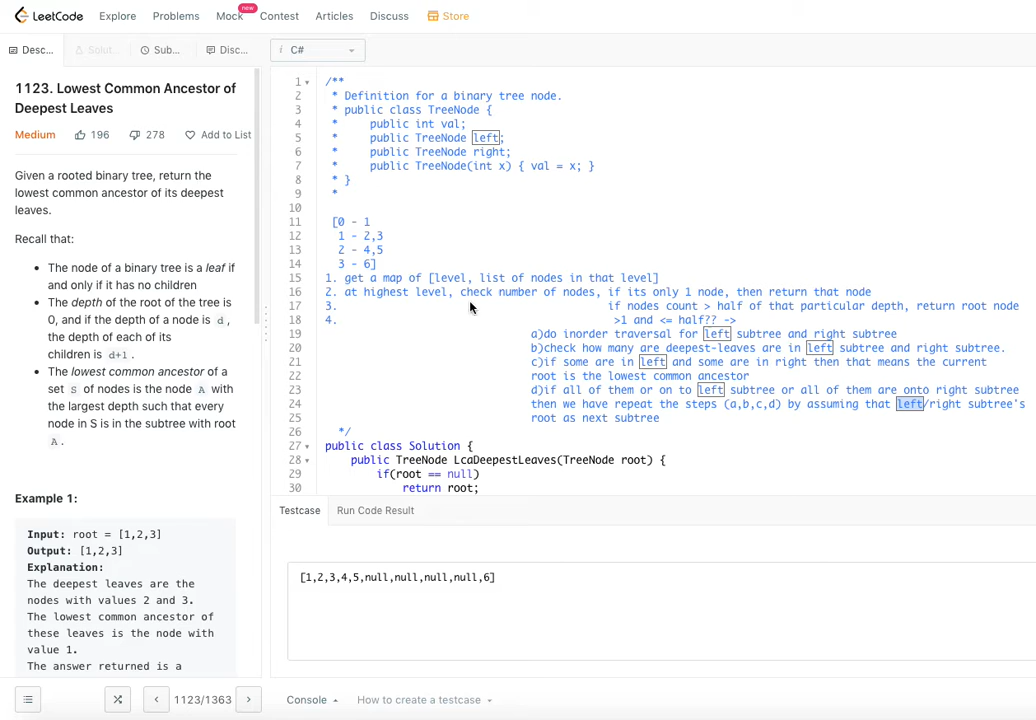 LeetCode Explore Problems Mock new Contest Articles Discuss Store
Desc... Solut... Sub... Disc... i C#
1123. Lowest Common Ancestor of
Deepest Leaves
Medium 196 278 Add to List
Given a rooted binary tree, return the
lowest common ancestor of its deepest
leaves.
Recall that:
• The node of a binary tree is a leaf if
and only if it has no children
• The depth of the root of the tree is
0, and if the depth of a node is d ,
the depth of each of its
children is d+1 .
• The lowest common ancestor of a
set S of nodes is the node A with
the largest depth such that every
node in S is in the subtree with root
A .
Example 1:
Input: root = [1,2,3]
Output: [1,2,3]
Explanation:
The deepest leaves are the
nodes with values 2 and 3.
The lowest common ancestor of
these leaves is the node with
value 1.
The answer returned is a
1 /**
2 * Definition for a binary tree node.
3 * public class TreeNode {
4 * public int val;
5 * public TreeNode left;
6 * public TreeNode right;
7 * public TreeNode(int x) { val = x; }
8 * }
9 *
10
11 [0 - 1
12 1 - 2,3
13 2 - 4,5
14 3 - 6]
15 1. get a map of [level, list of nodes in that level]
16 2. at highest level, check number of nodes, if its only 1 node, then return that node
17 3. if nodes count > half of that particular depth, return root node
18 4. >1 and <= half?? ->
19 a)do inorder traversal for left subtree and right subtree
20 b)check how many are deepest-leaves are in left subtree and right subtree.
21 c)if some are in left and some are in right then that means the current
22 root is the lowest common ancestor
23 d)if all of them or on to left subtree or all of them are onto right subtree
24 then we have repeat the steps (a,b,c,d) by assuming that left/right subtree's
25 root as next subtree
26 */
27 public class Solution {
28 public TreeNode LcaDeepestLeaves(TreeNode root) {
29 if(root == null)
30 return root;
Testcase Run Code Result
[1,2,3,4,5,null,null,null,null,6]
1123/1363 Console How to create a testcase